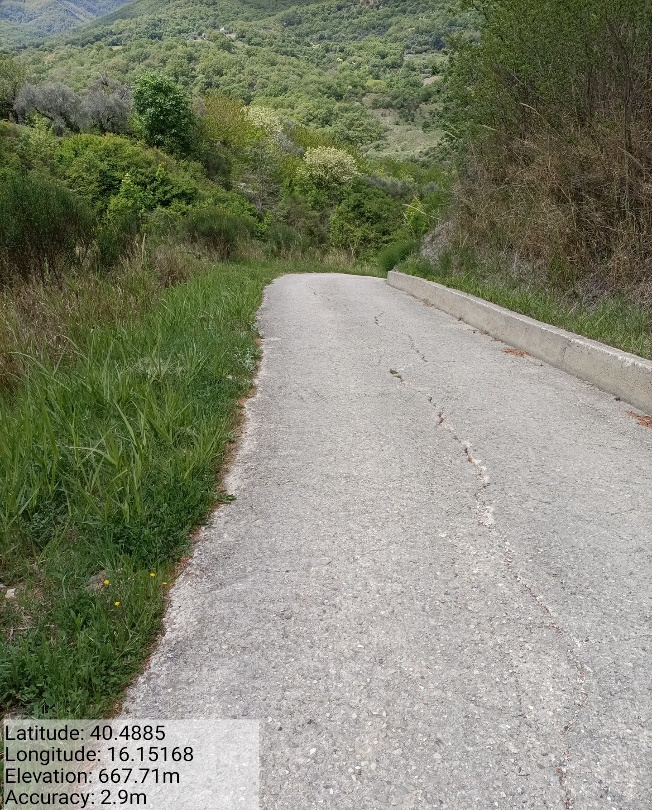 Latitude: 40.4885
Longitude: 16.15168
Elevation: 667.71m
Accuracy: 2.9m